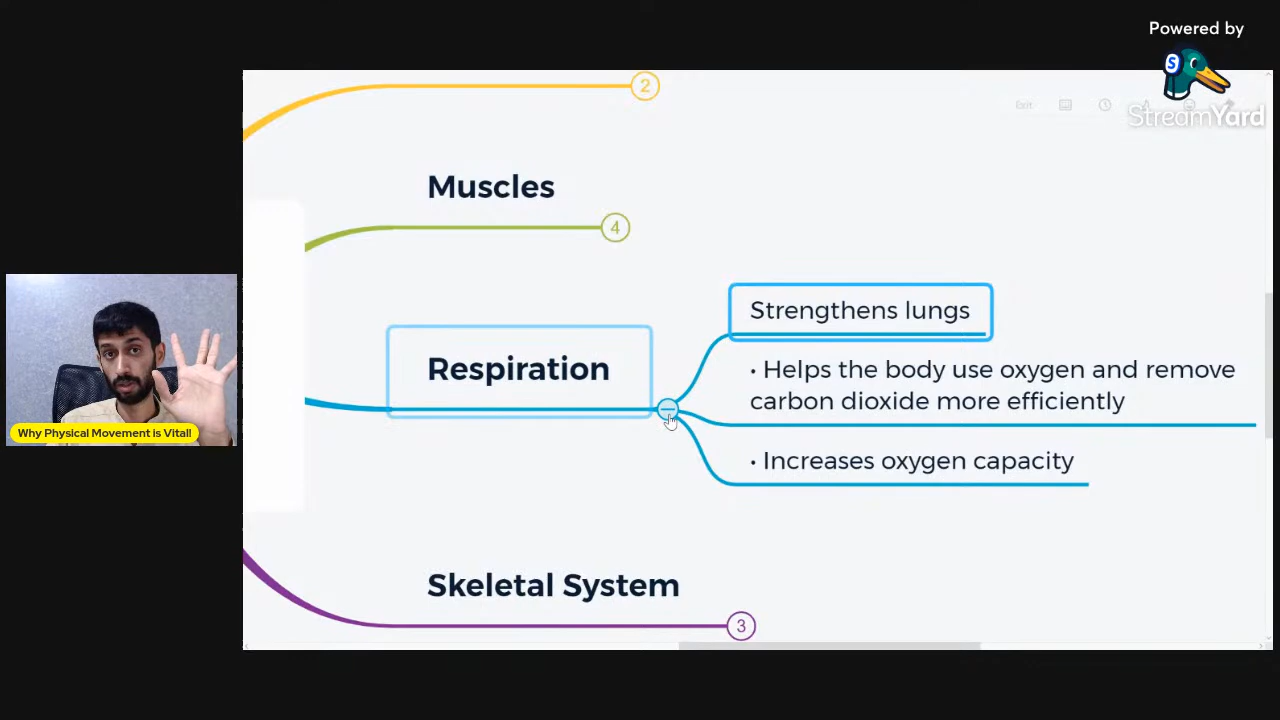 Powered by
S
StreamYard
Exit
2
Muscles
4
Strengthens lungs
Respiration
• Helps the body use oxygen and remove
carbon dioxide more efficiently
• Increases oxygen capacity
Why Physical Movement is Vital!
Skeletal System
3